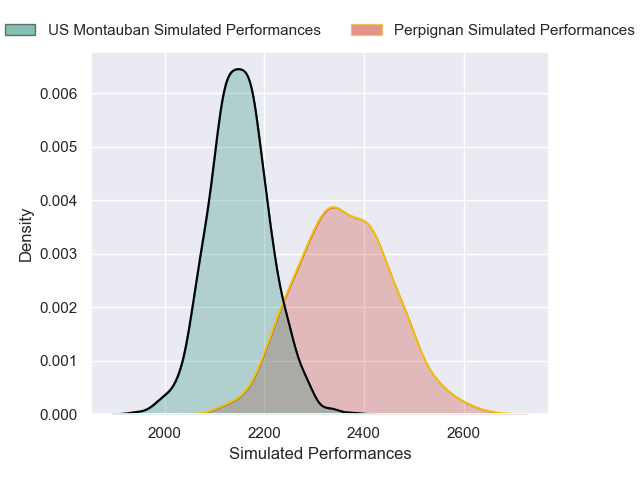 US Montauban Simulated Performances
Perpignan Simulated Performances
0.006
0.005
0.004
0.003
0.002
0.001
0.000
Density
2000
2200
2400
2600
Simulated Performances